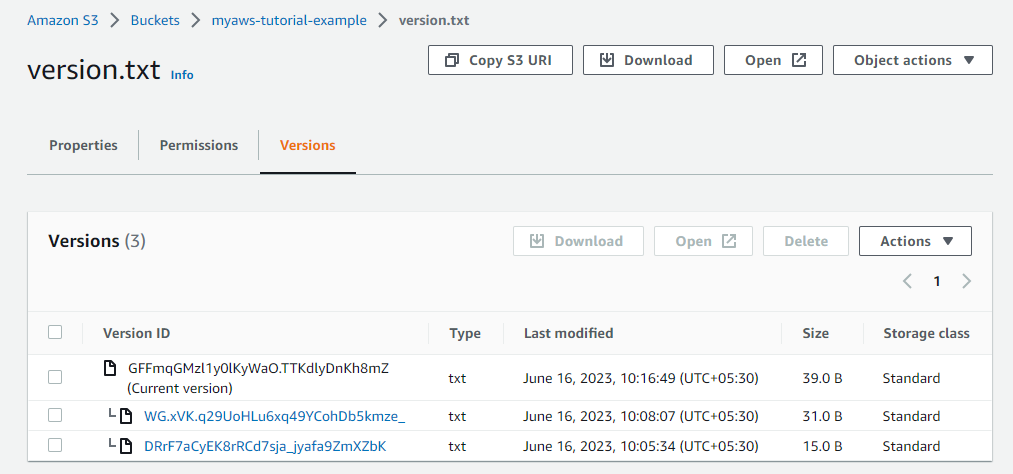 Amazon S3 > Buckets > myaws-tutorial-example > version.txt
version.txt Info
Copy S3 URI Download Open Object actions
Properties Permissions Versions
Versions (3)
Download Open Delete Actions
1
Version ID Type Last modified Size Storage class
GFFmqGMzl1y0lKyWaO.TTKdlyDnKh8mZ
(Current version) txt June 16, 2023, 10:16:49 (UTC+05:30) 39.0 B Standard
WG.xVK.q29UoHLu6xq49YCohDb5kmze_ txt June 16, 2023, 10:08:07 (UTC+05:30) 31.0 B Standard
DRrF7aCyEK8rRCd7sja_jyafa9ZmXZbK txt June 16, 2023, 10:05:34 (UTC+05:30) 15.0 B Standard